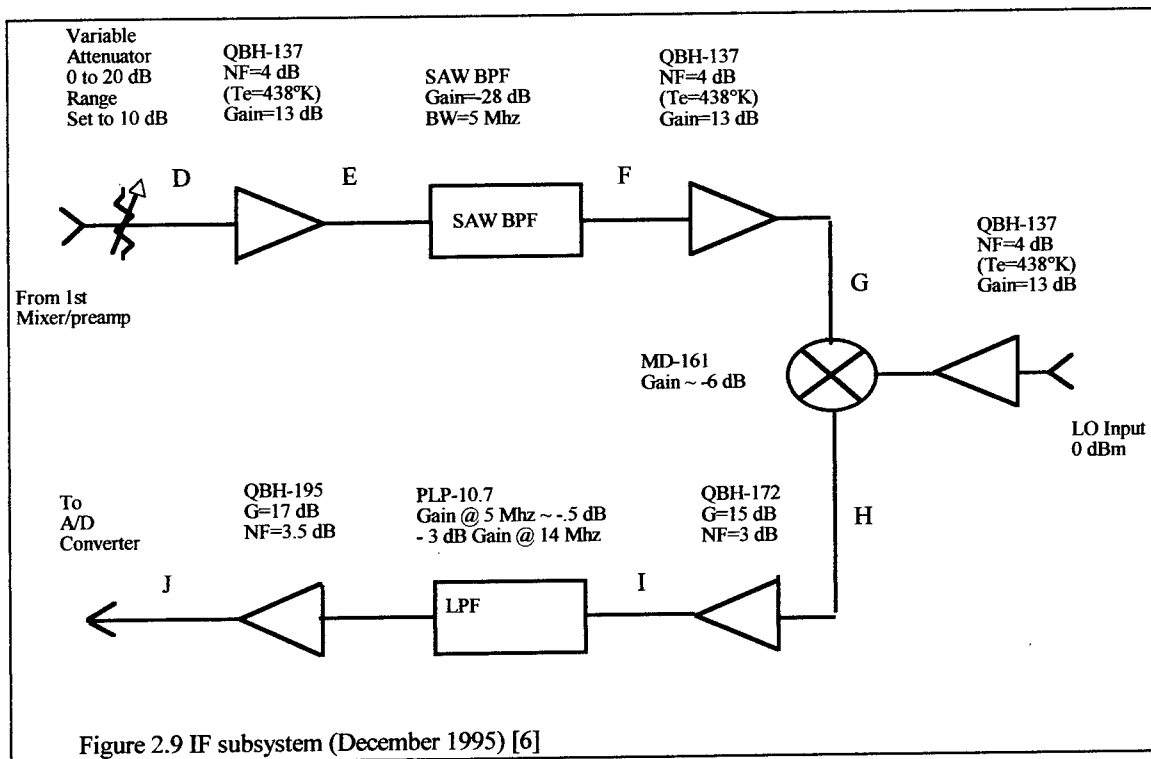 Variable
Attenuator
0 to 20 dB
Range
Set to 10 dB
QBH-137
NF=4 dB
(Te=438°K)
Gain=13 dB
SAW BPF
Gain=-28 dB
BW=5 Mhz
QBH-137
NF=4 dB
(Te=438°K)
Gain=13 dB
D
E
F
SAW BPF
From 1st
Mixer/preamp
G
QBH-137
NF=4 dB
(Te=438°K)
Gain=13 dB
MD-161
Gain ~ -6 dB
LO Input
0 dBm
To
A/D
Converter
QBH-195
G=17 dB
NF=3.5 dB
PLP-10.7
Gain @ 5 Mhz ~ -.5 dB
- 3 dB Gain @ 14 Mhz
QBH-172
G=15 dB
NF=3 dB
H
J
LPF
I
Figure 2.9 IF subsystem (December 1995) [6]